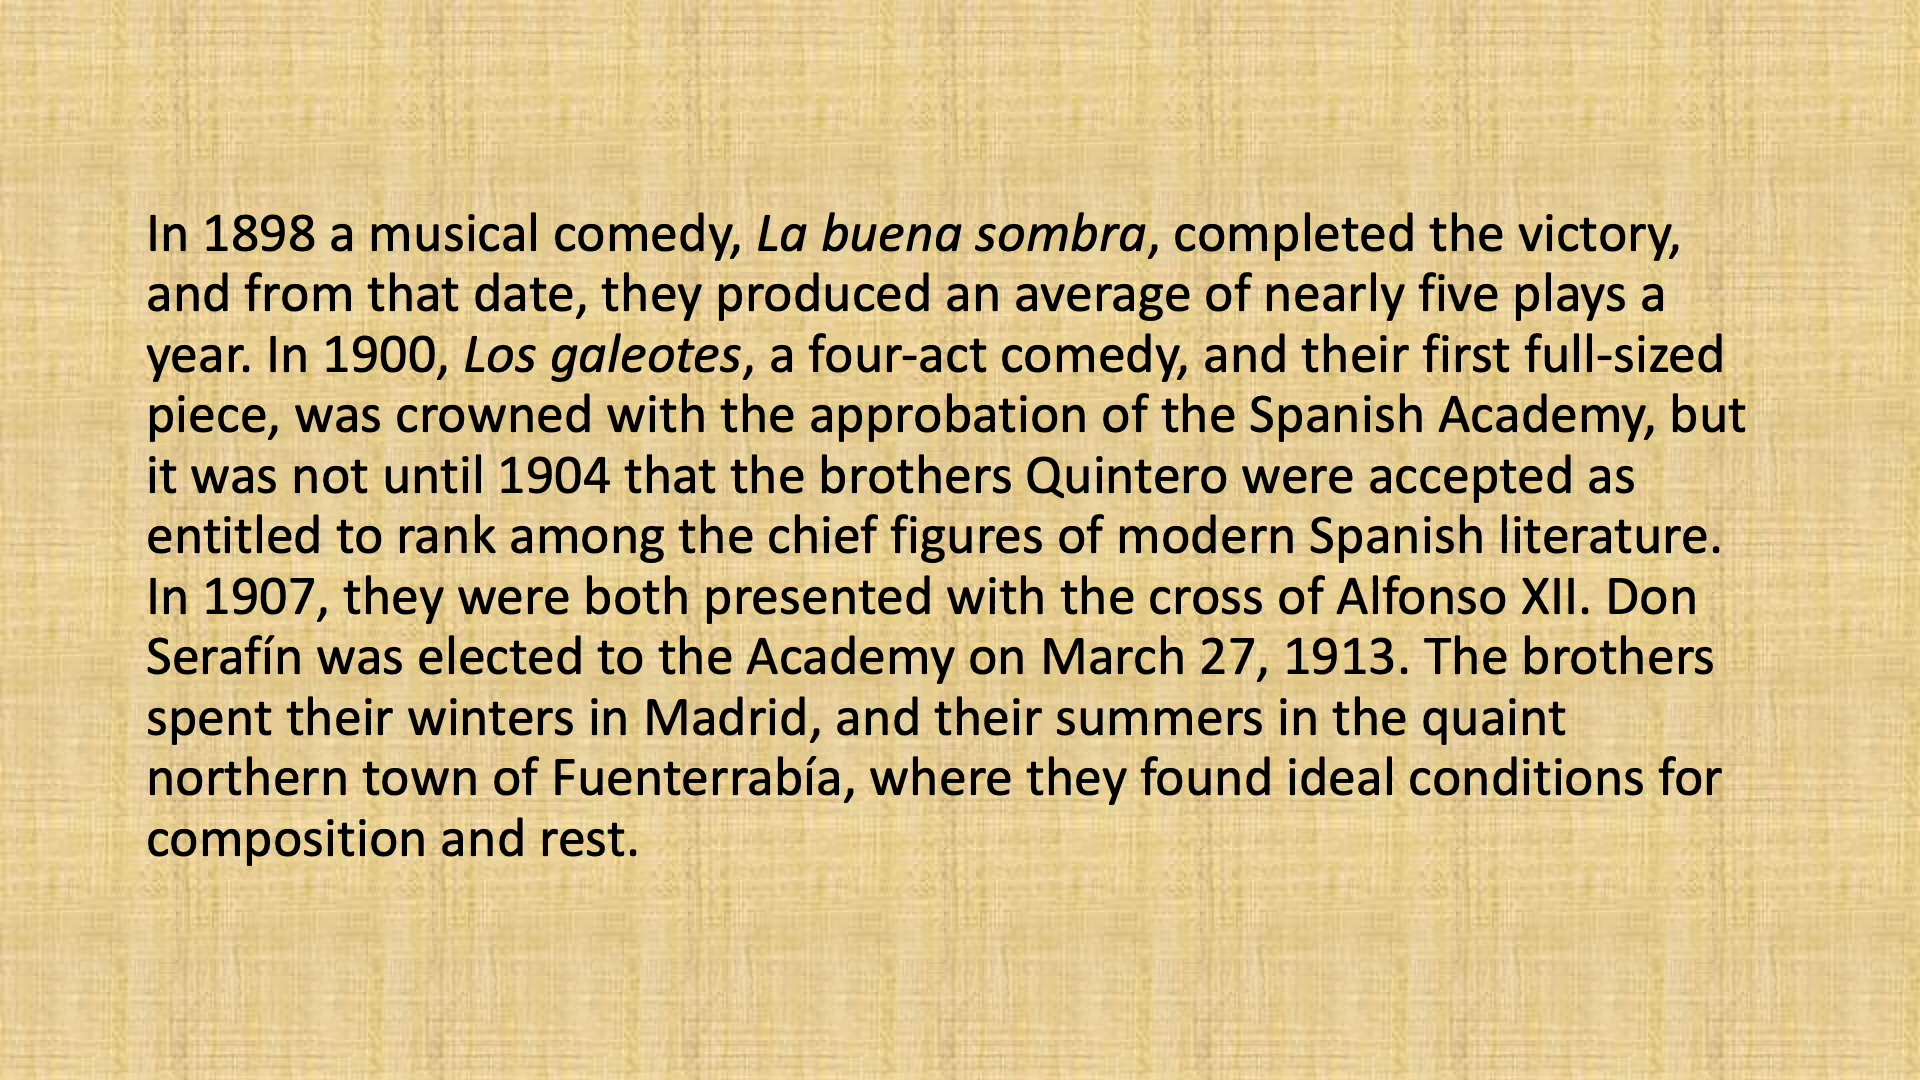 In 1898 a musical comedy, La buena sombra, completed the victory,
and from that date, they produced an average of nearly five plays a
year. In 1900, Los galeotes, a four-act comedy, and their first full-sized
piece, was crowned with the approbation of the Spanish Academy, but
it was not until 1904 that the brothers Quintero were accepted as
entitled to rank among the chief figures of modern Spanish literature.
In 1907, they were both presented with the cross of Alfonso XII. Don
Serafín was elected to the Academy on March 27, 1913. The brothers
spent their winters in Madrid, and their summers in the quaint
northern town of Fuenterrabía, where they found ideal conditions for
composition and rest.